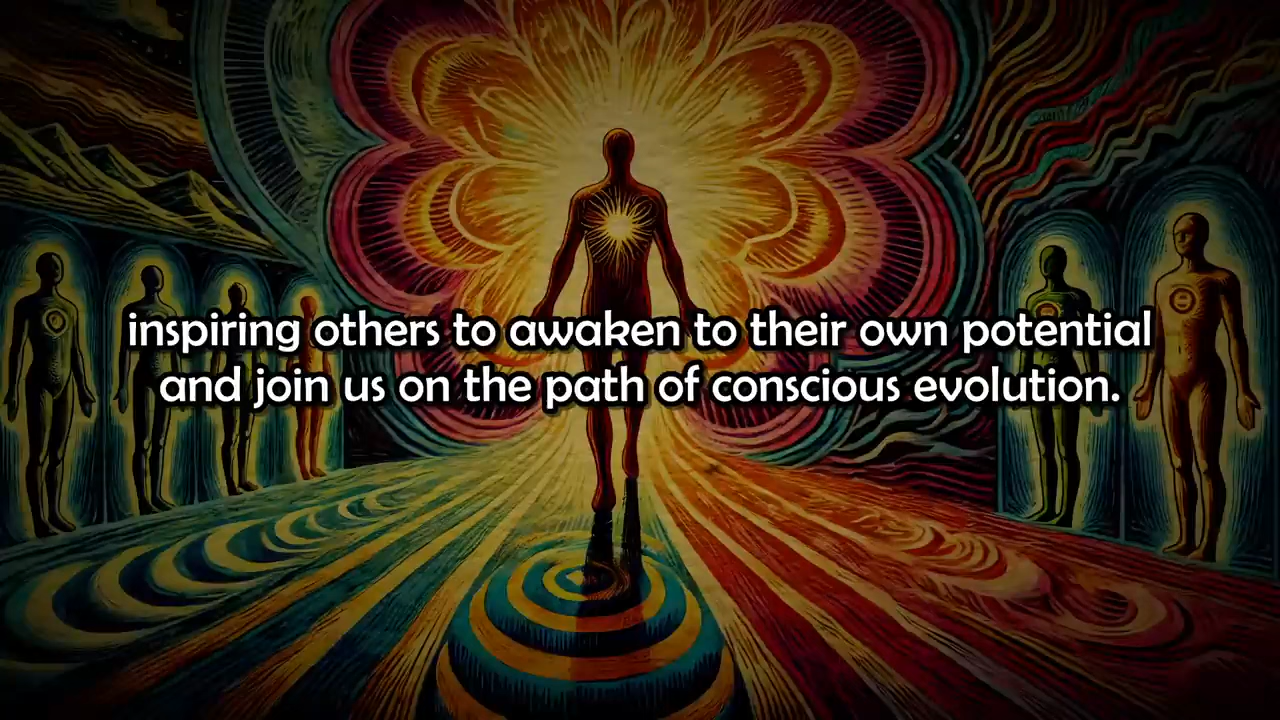 inspiring others to awaken to their own potential
and join us on the path of conscious evolution.